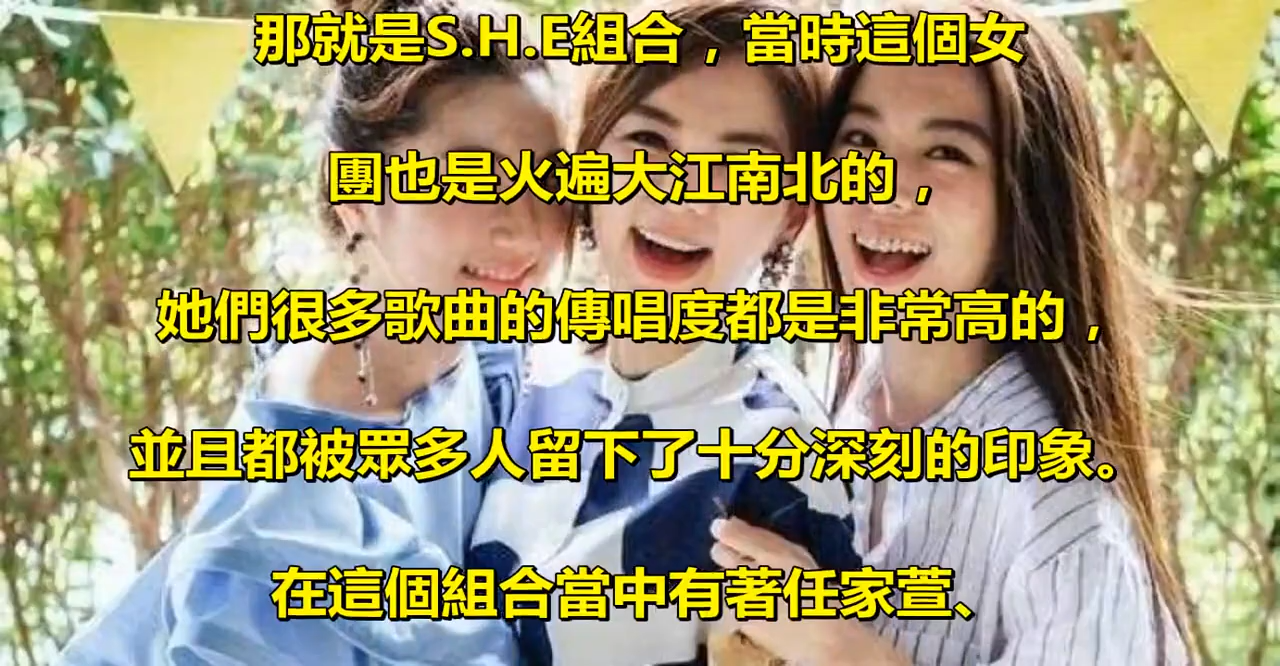 那就是S.H.E組合，當時這個女
團也是火遍大江南北的，
她們很多歌曲的傳唱度都是非常高的，
並且都被眾多人留下了十分深刻的印象。
在這個組合當中有著任家萱、